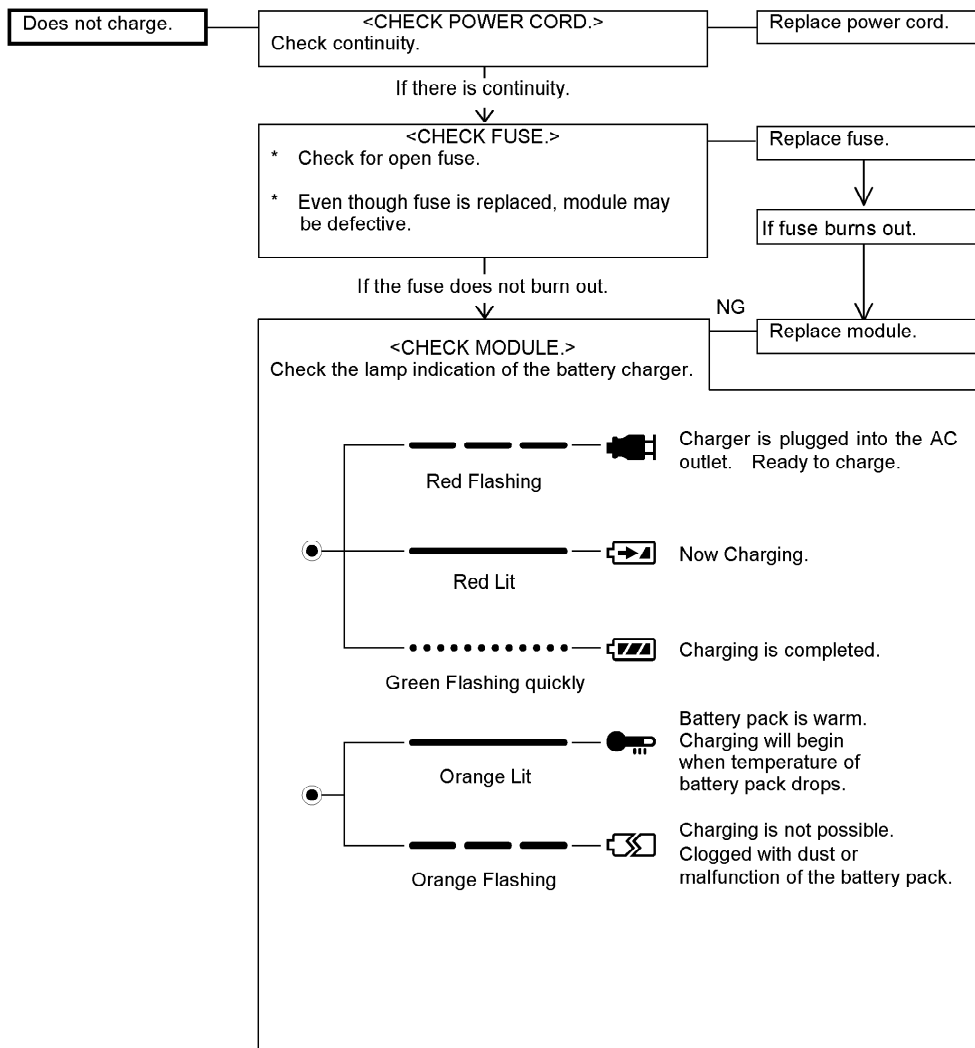 Does not charge.
<CHECK POWER CORD.>
Check continuity.
Replace power cord.
If there is continuity.
<CHECK FUSE.>
* Check for open fuse.
* Even though fuse is replaced, module may
be defective.
Replace fuse.
If fuse burns out.
If the fuse does not burn out.
NG
Replace module.
<CHECK MODULE.>
Check the lamp indication of the battery charger.
Red Flashing
Charger is plugged into the AC
outlet. Ready to charge.
Red Lit
Now Charging.
Green Flashing quickly
Charging is completed.
Orange Lit
Battery pack is warm.
Charging will begin
when temperature of
battery pack drops.
Orange Flashing
Charging is not possible.
Clogged with dust or
malfunction of the battery pack.